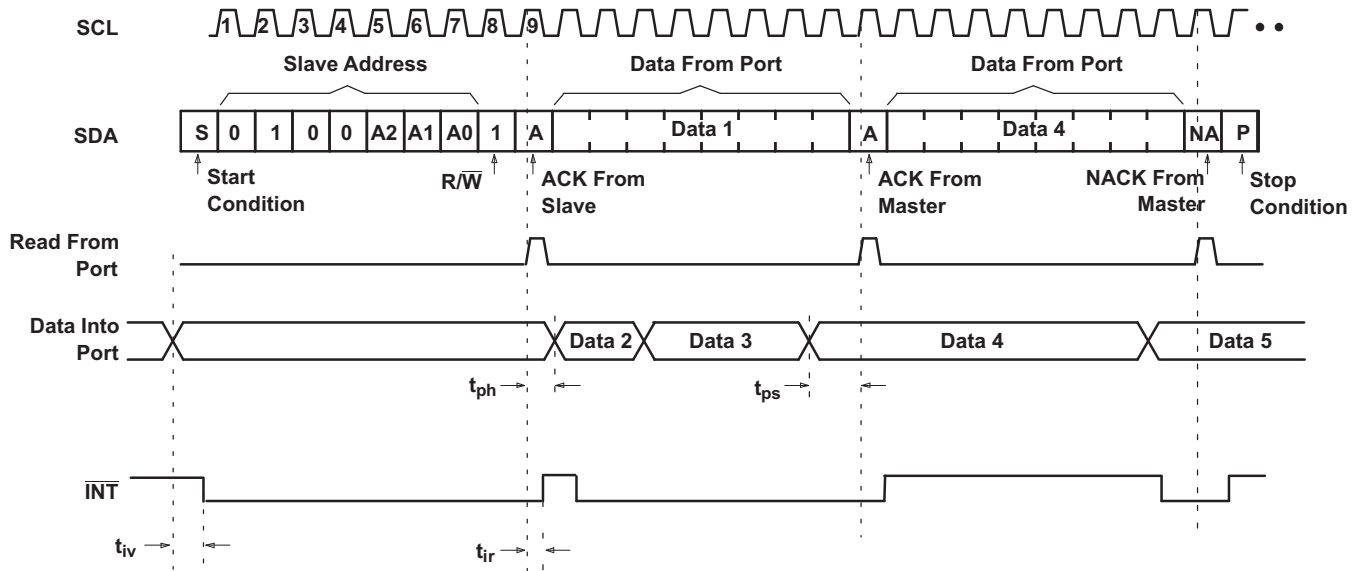 SCL
1 2 3 4 5 6 7 8 9
Slave Address
Data From Port
Data From Port
SDA
S 0 1 0 0 A2 A1 A0 1 A Data 1 A Data 4 NA P
Start
Condition
R/W
ACK From
Slave
ACK From
Master
NACK From
Master
Stop
Condition
Read From
Port
Data Into
Port
Data 2 Data 3 Data 4 Data 5
tph
tps
INT
tiv
tir